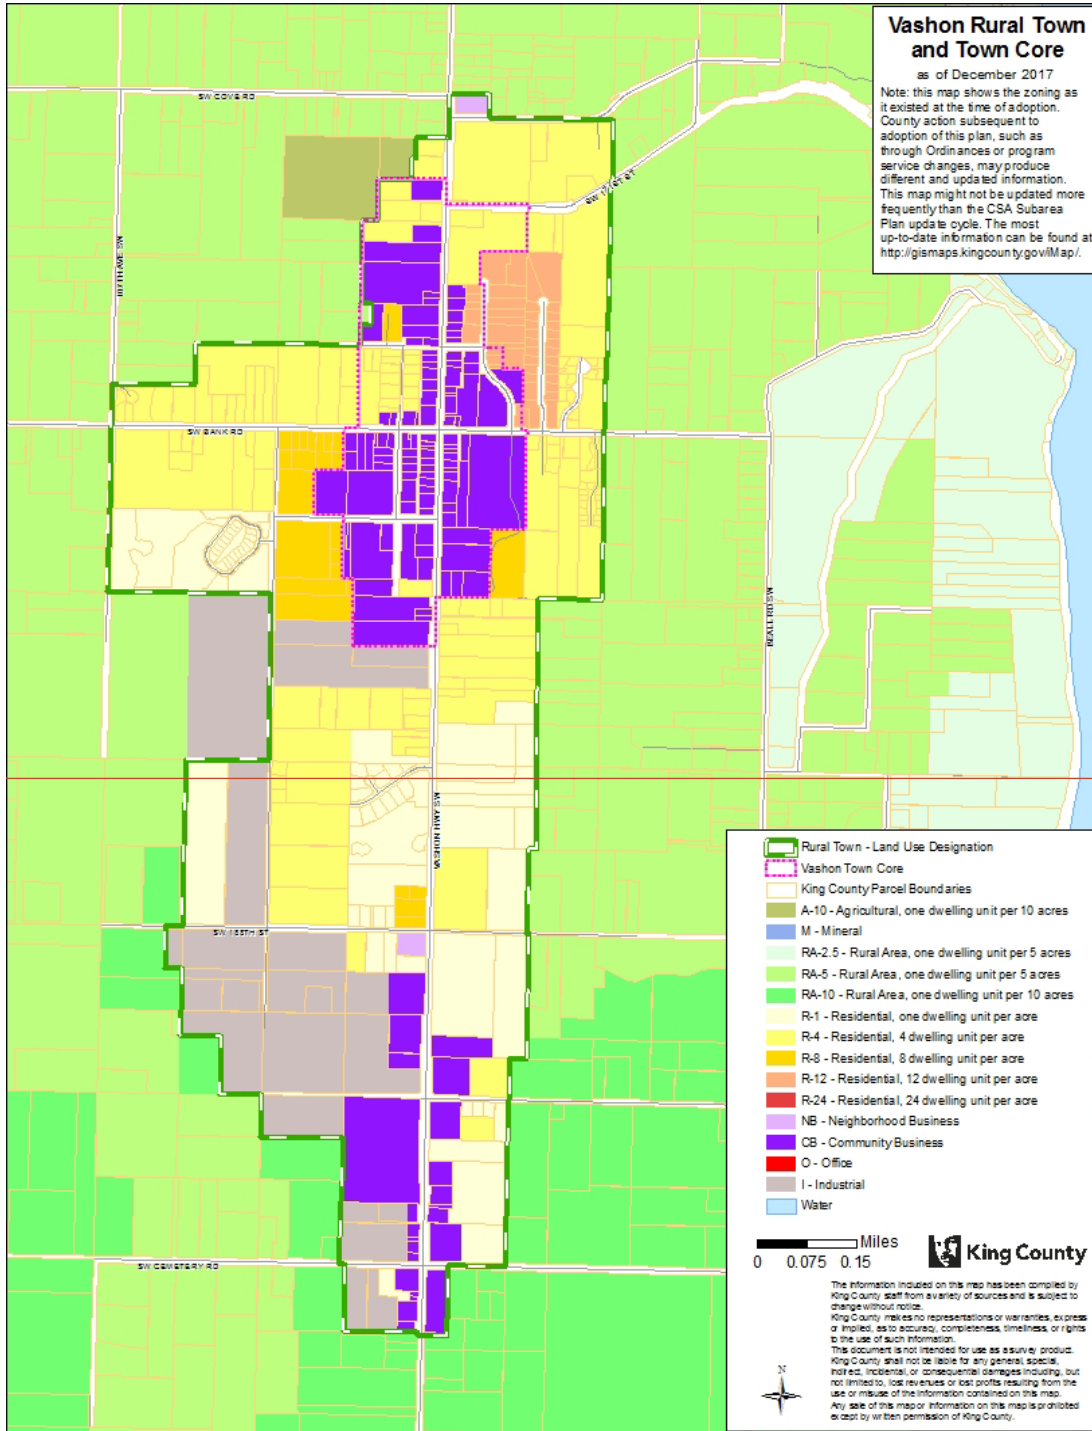 Vashon Rural Town
and Town Core
as of December 2017
Note: this map shows the zoning as
it existed at the time of adoption.
County action subsequent to
adoption of this plan, such as
through Ordinances or program
service changes, may produce
different and updated information.
This map might not be updated more
frequently than the CSA Subarea
Plan update cycle. The most
up-to-date information can be found at
http://gismaps.kingcounty.gov/iMap/.
SW COVE RD
SW 171ST ST
107TH AVE SW
SW BANK RD
BEALL RD SW
VASHON HWY SW
SW 188TH ST
SW CEMETERY RD
Rural Town - Land Use Designation
Vashon Town Core
King County Parcel Boundaries
A-10 - Agricultural, one dwelling unit per 10 acres
M - Mineral
RA-2.5 - Rural Area, one dwelling unit per 5 acres
RA-5 - Rural Area, one dwelling unit per 5 acres
RA-10 - Rural Area, one dwelling unit per 10 acres
R-1 - Residential, one dwelling unit per acre
R-4 - Residential, 4 dwelling unit per acre
R-8 - Residential, 8 dwelling unit per acre
R-12 - Residential, 12 dwelling unit per acre
R-24 - Residential, 24 dwelling unit per acre
NB - Neighborhood Business
CB - Community Business
O - Office
I - Industrial
Water
Miles
0 0.075 0.15
King County
The information included on this map has been compiled by
King County staff from a variety of sources and is subject to
change without notice.
King County makes no representations or warranties, express
or implied, as to accuracy, completeness, timeliness, or rights
to the use of such information.
This document is not intended for use as a survey product.
King County shall not be liable for any general, special,
indirect, incidental, or consequential damages including, but
not limited to, lost revenues or lost profits resulting from the
use or misuse of the information contained on this map.
Any sale of this map or information on this map is prohibited
except by written permission of King County.
N